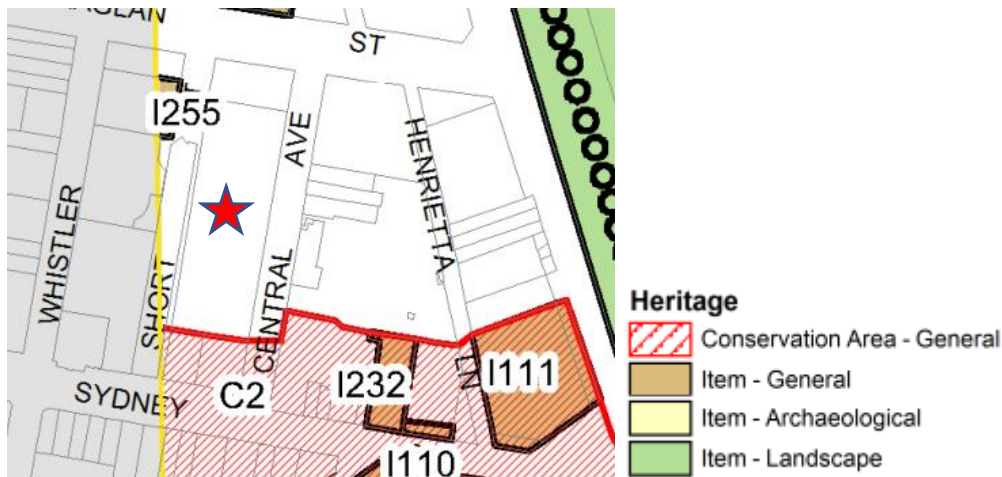 ST
I255
AVE
HENRIETTA
WHISTLER
SHORT
CENTRAL
LN
SYDNEY
C2
I232
I111
I110
Heritage
Conservation Area - General
Item - General
Item - Archaeological
Item - Landscape